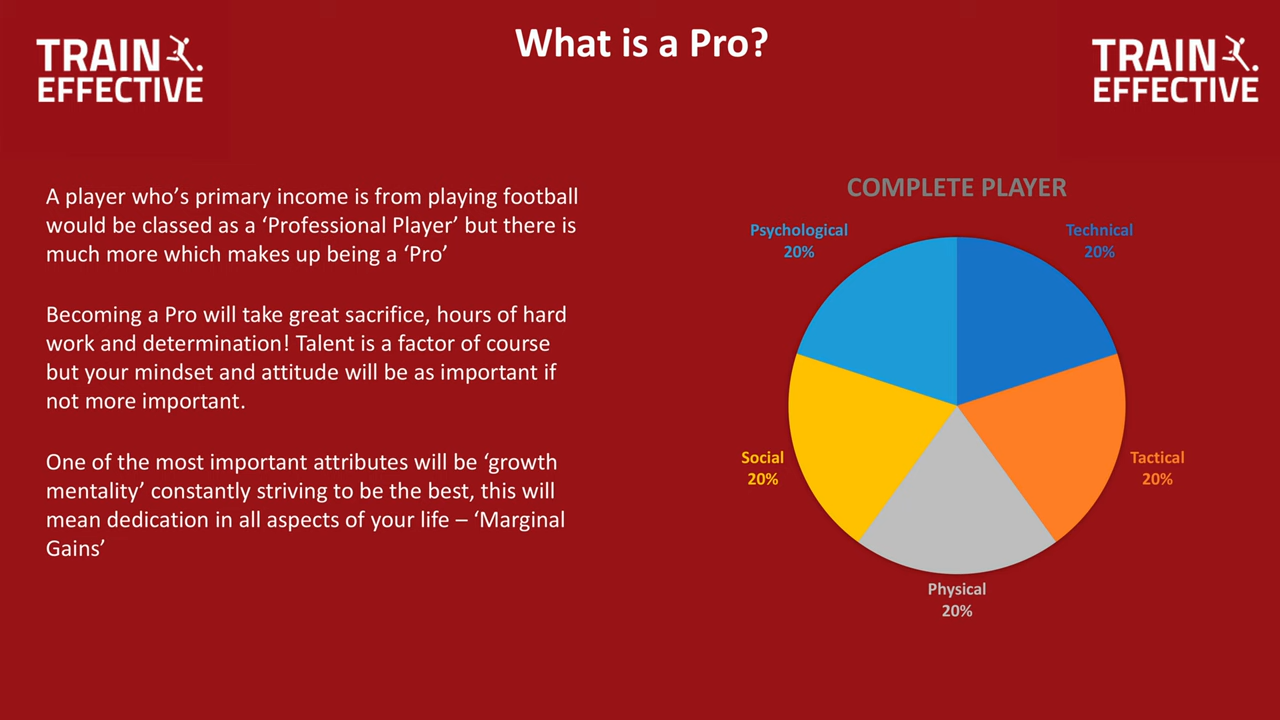 TRAIN
EFFECTIVE
What is a Pro?
TRAIN
EFFECTIVE
A player who’s primary income is from playing football
would be classed as a ‘Professional Player’ but there is
much more which makes up being a ‘Pro’
Becoming a Pro will take great sacrifice, hours of hard
work and determination! Talent is a factor of course
but your mindset and attitude will be as important if
not more important.
One of the most important attributes will be ‘growth
mentality’ constantly striving to be the best, this will
mean dedication in all aspects of your life – ‘Marginal
Gains’
COMPLETE PLAYER
Psychological
20%
Technical
20%
Social
20%
Tactical
20%
Physical
20%